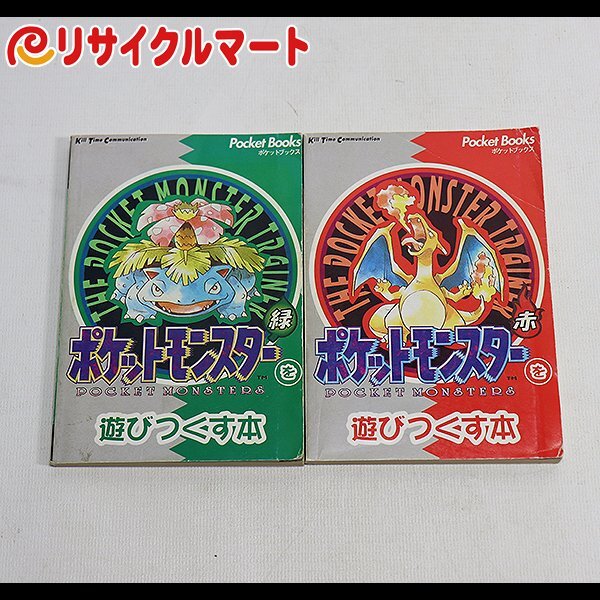 リサイクルマート
Kill Time Communication
Pocket Books
ポケットブックス
THE POCKET MONSTER TRAIN
緑
ポケットモンスター
TM
を
POCKET MONSTERS
遊びつくす本
Kill Time Communication
Pocket Books
ポケットブックス
THE POCKET MONSTER TRAIN
赤
ポケットモンスター
TM
を
POCKET MONSTERS
遊びつくす本